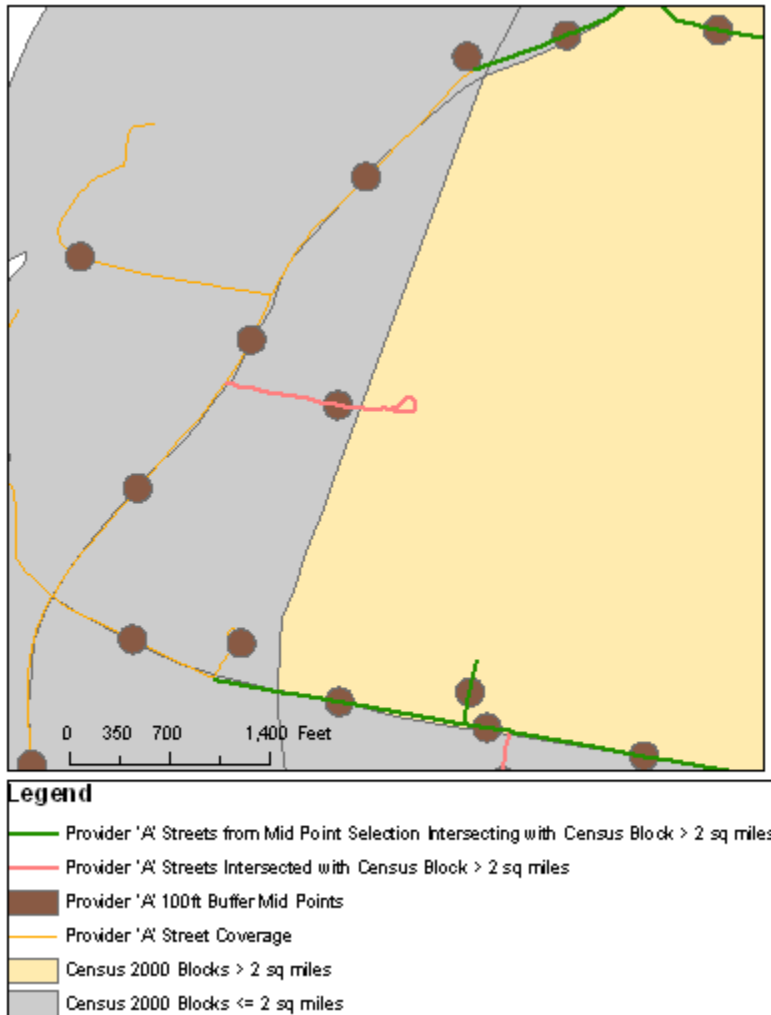 0 350 700 1,400 Feet
Legend
Provider 'A' Streets from Mid Point Selection Intersecting with Census Block > 2 sq miles
Provider 'A' Streets Intersected with Census Block > 2 sq miles
Provider 'A' 100ft Buffer Mid Points
Provider 'A' Street Coverage
Census 2000 Blocks > 2 sq miles
Census 2000 Blocks <= 2 sq miles